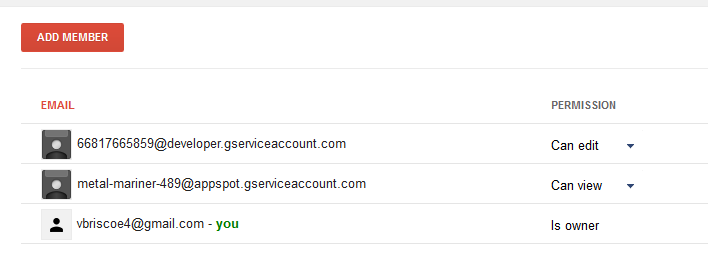 ADD MEMBER
EMAIL PERMISSION
66817665859@developer.gserviceaccount.com Can edit
metal-mariner-489@appspot.gserviceaccount.com Can view
vbriscoe4@gmail.com - you Is owner